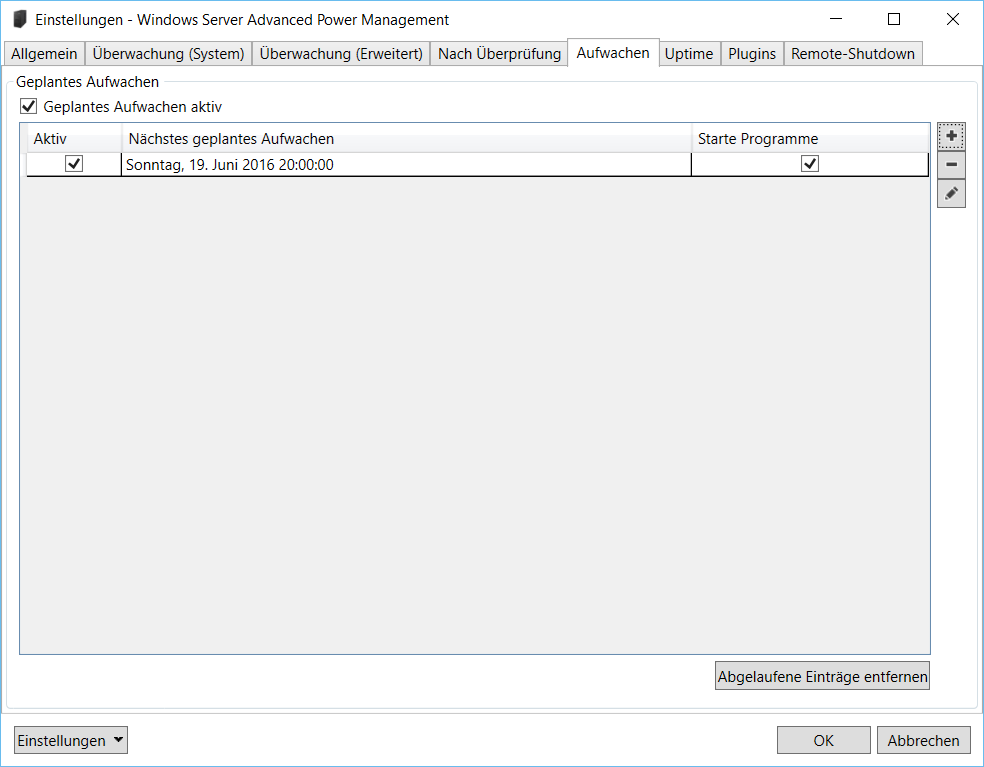 Einstellungen - Windows Server Advanced Power Management
Allgemein Überwachung (System) Überwachung (Erweitert) Nach Überprüfung Aufwachen Uptime Plugins Remote-Shutdown
Geplantes Aufwachen
Geplantes Aufwachen aktiv
Aktiv Nächstes geplantes Aufwachen Starte Programme
Sonntag, 19. Juni 2016 20:00:00
Abgelaufene Einträge entfernen
Einstellungen OK Abbrechen